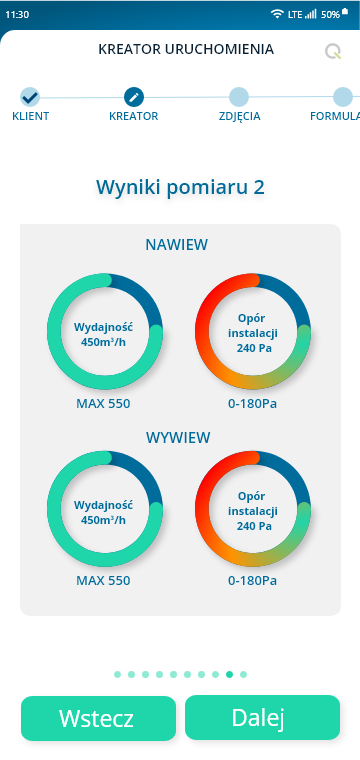 11:30 LTE 50%
KREATOR URUCHOMIENIA
KLIENT KREATOR ZDJĘCIA FORMULA
Wyniki pomiaru 2
NAWIEW
Wydajność
450m³/h
Opór
instalacji
240 Pa
MAX 550 0-180Pa
WYWIEW
Wydajność
450m³/h
Opór
instalacji
240 Pa
MAX 550 0-180Pa
Wstecz Dalej